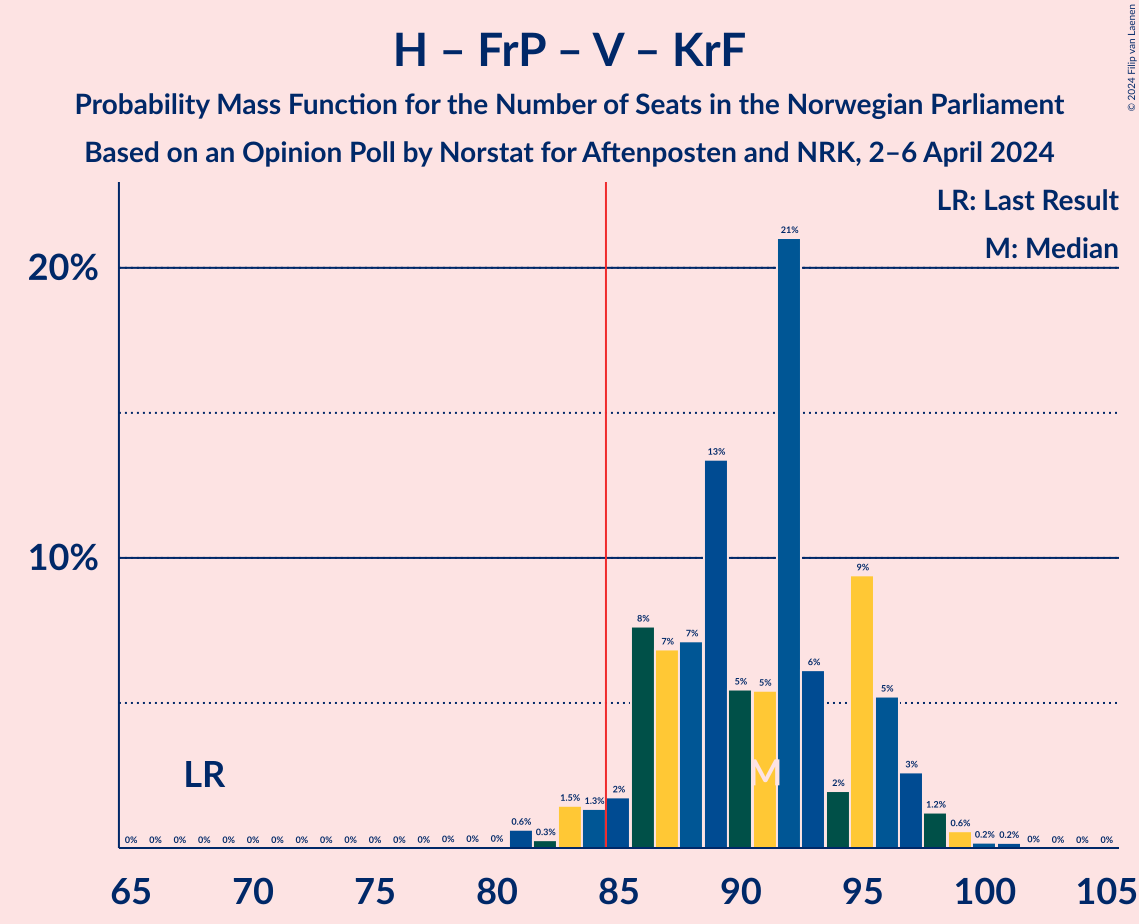 © 2024 Filip van Laenen
H – FrP – V – KrF
Probability Mass Function for the Number of Seats in the Norwegian Parliament
Based on an Opinion Poll by Norstat for Aftenposten and NRK, 2–6 April 2024
LR: Last Result
M: Median
20%
10%
21%
13%
9%
8%
7%
7%
6%
5%
5%
5%
3%
LR
M
0% 0% 0% 0% 0% 0% 0% 0% 0% 0% 0% 0% 0% 0% 0% 0% 0.6% 0.3% 1.5% 1.3% 2% 2% 1.2% 0.6% 0.2% 0.2% 0% 0% 0% 0%
65 70 75 80 85 90 95 100 105